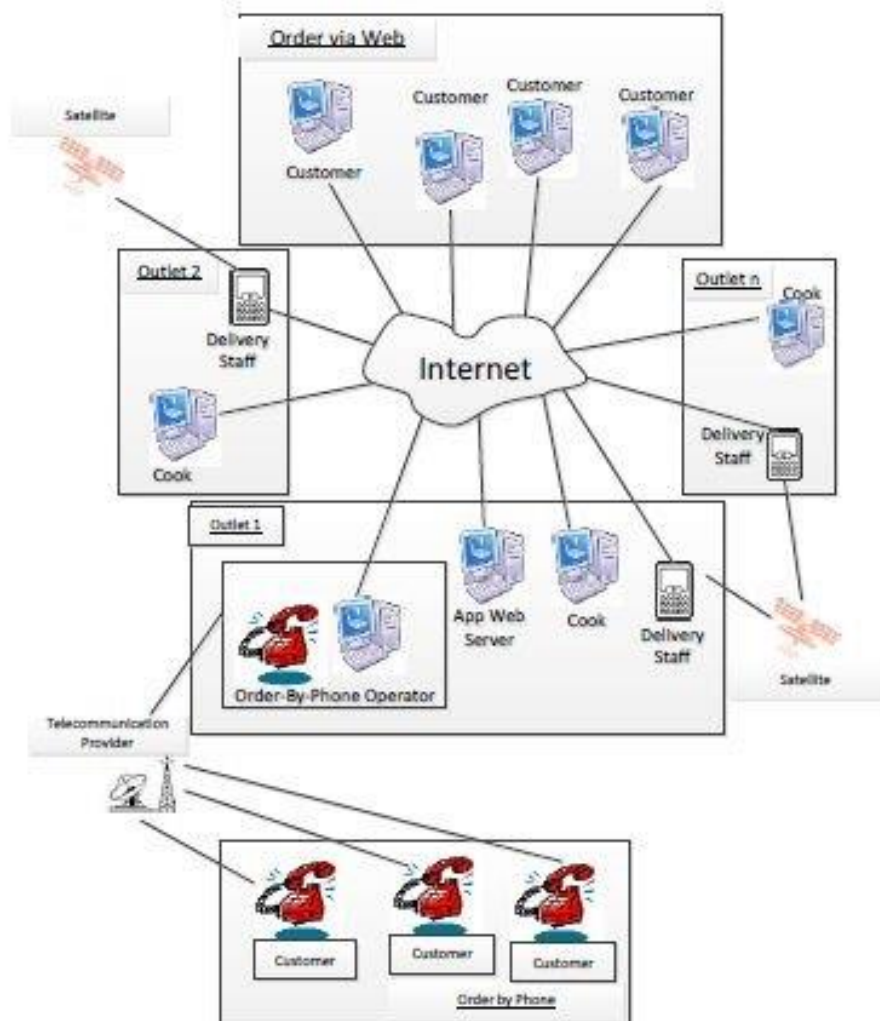 Order via Web
Customer
Customer
Customer
Customer
Satellite
Outlet 2
Delivery
Staff
Cook
Internet
Outlet n
Cook
Delivery
Staff
Outlet 1
App Web
Server
Cook
Delivery
Staff
Order-By-Phone Operator
Satellite
Telecommunication
Provider
Customer
Customer
Customer
Order by Phone